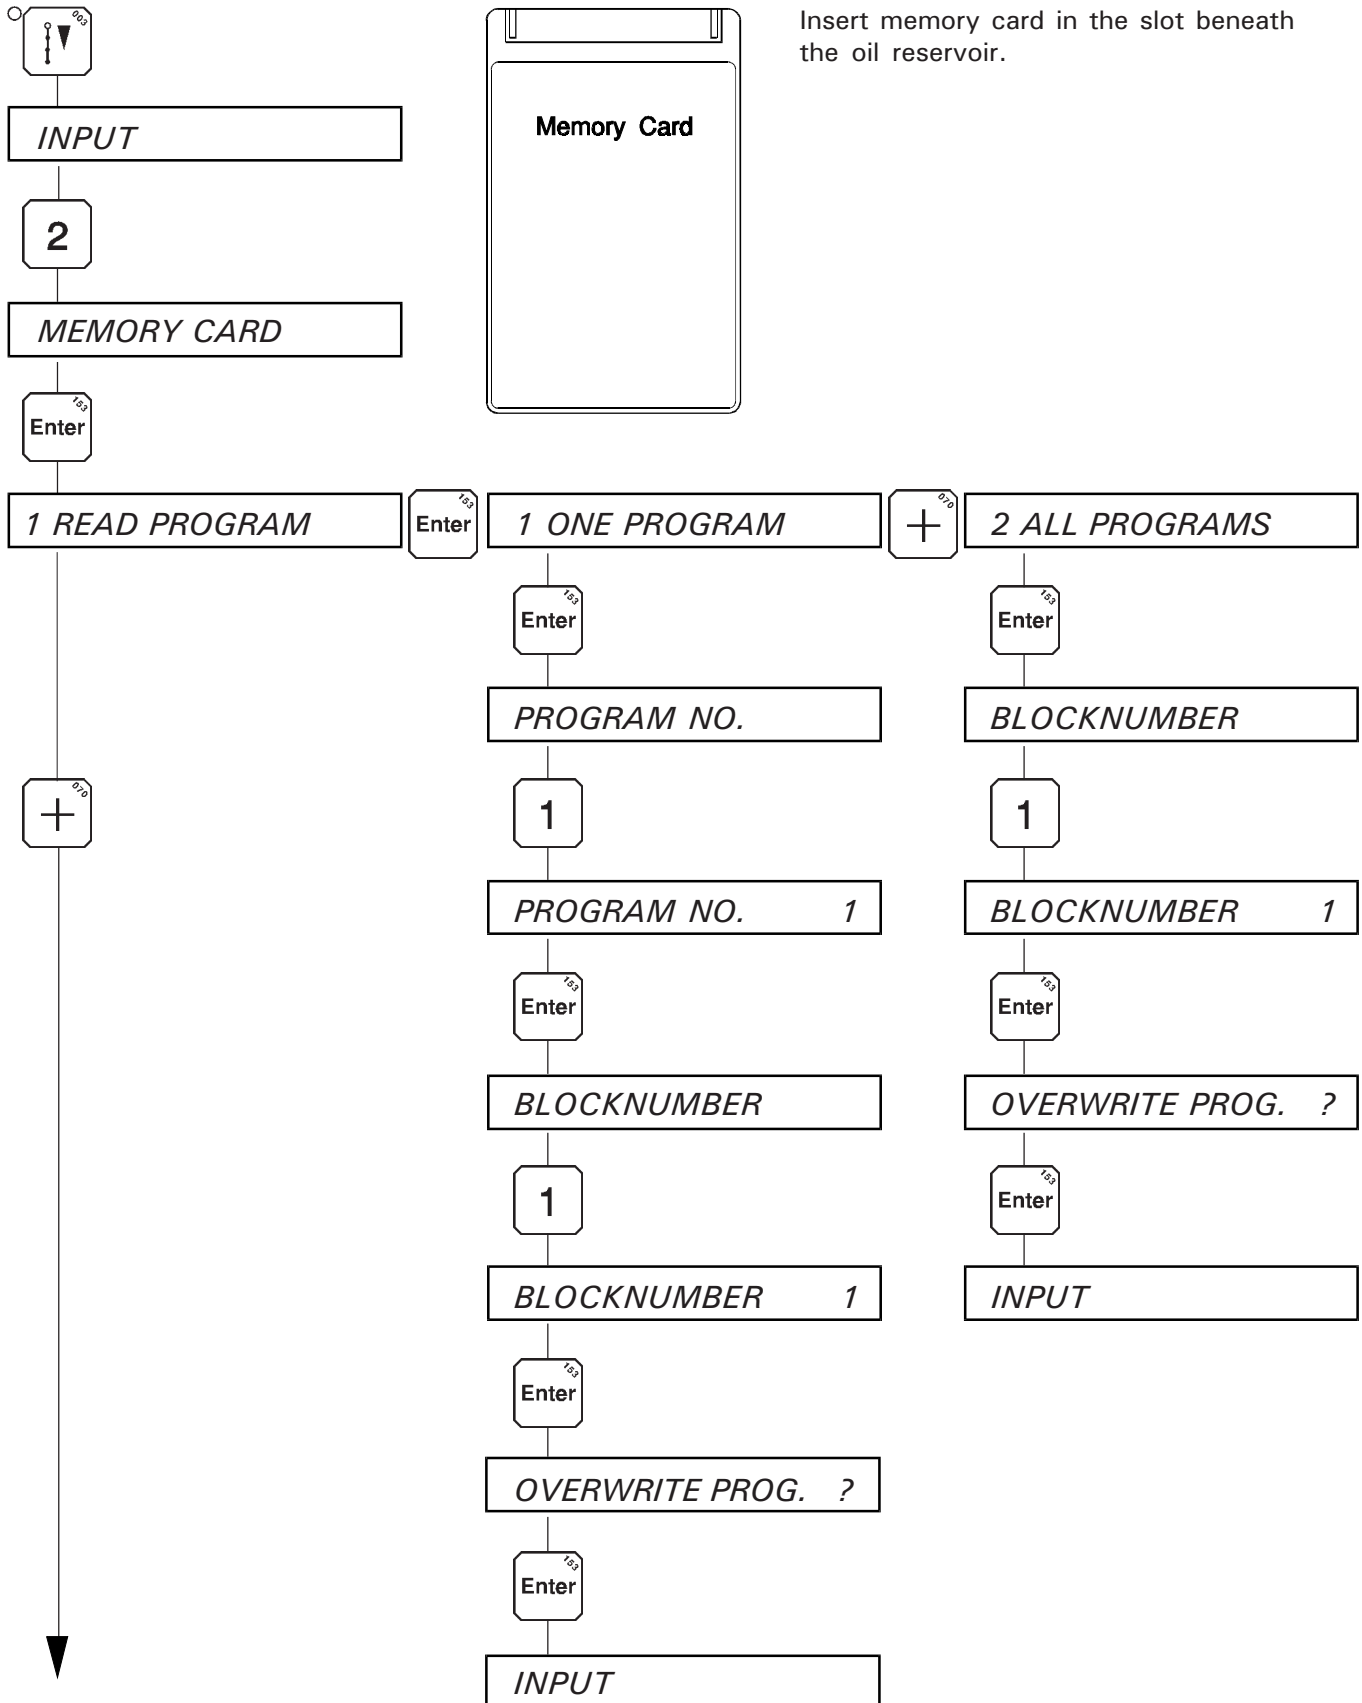 003
Insert memory card in the slot beneath
the oil reservoir.
INPUT
Memory Card
2
MEMORY CARD
153
Enter
1 READ PROGRAM
153
Enter
1 ONE PROGRAM
070
+
2 ALL PROGRAMS
153
Enter
153
Enter
PROGRAM NO.
BLOCKNUMBER
070
+
1
1
PROGRAM NO. 1
BLOCKNUMBER 1
153
Enter
153
Enter
BLOCKNUMBER
OVERWRITE PROG. ?
1
153
Enter
BLOCKNUMBER 1
INPUT
153
Enter
OVERWRITE PROG. ?
153
Enter
INPUT